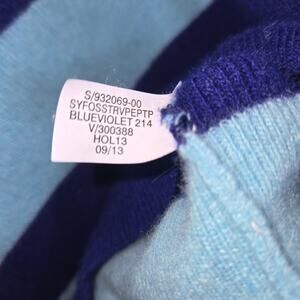 S/932069-00
SYFOSSTRVPEPTP
BLUEVIOLET 214
V/300388
HOL13
09/13